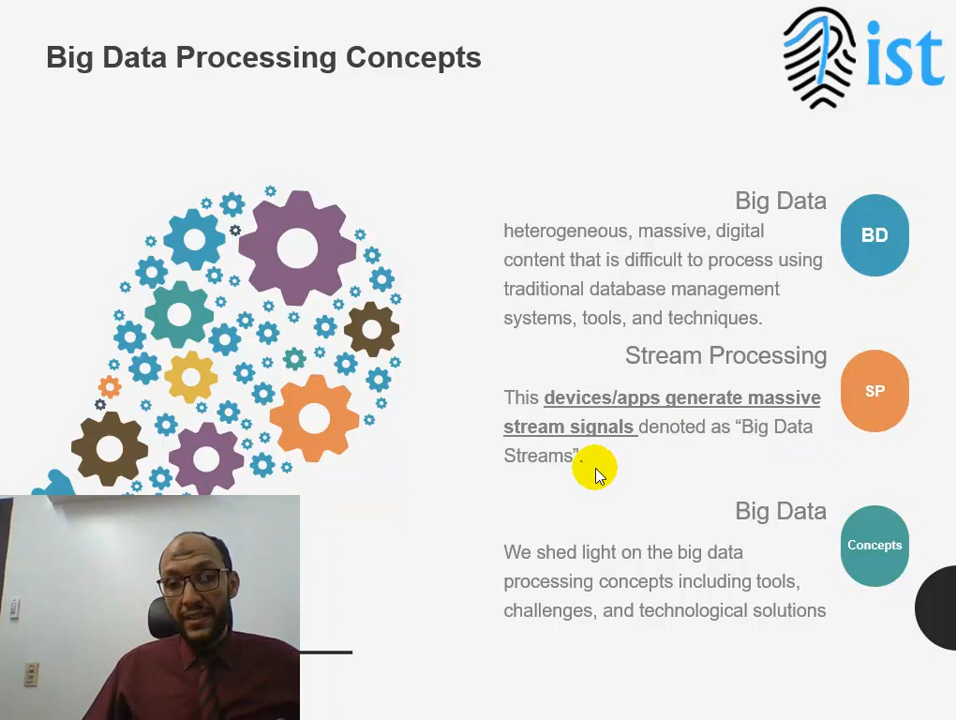 Big Data Processing Concepts
ist
Big Data
BD
heterogeneous, massive, digital
content that is difficult to process using
traditional database management
systems, tools, and techniques.
Stream Processing
SP
This devices/apps generate massive
stream signals denoted as “Big Data
Streams”.
Big Data
Concepts
We shed light on the big data
processing concepts including tools,
challenges, and technological solutions